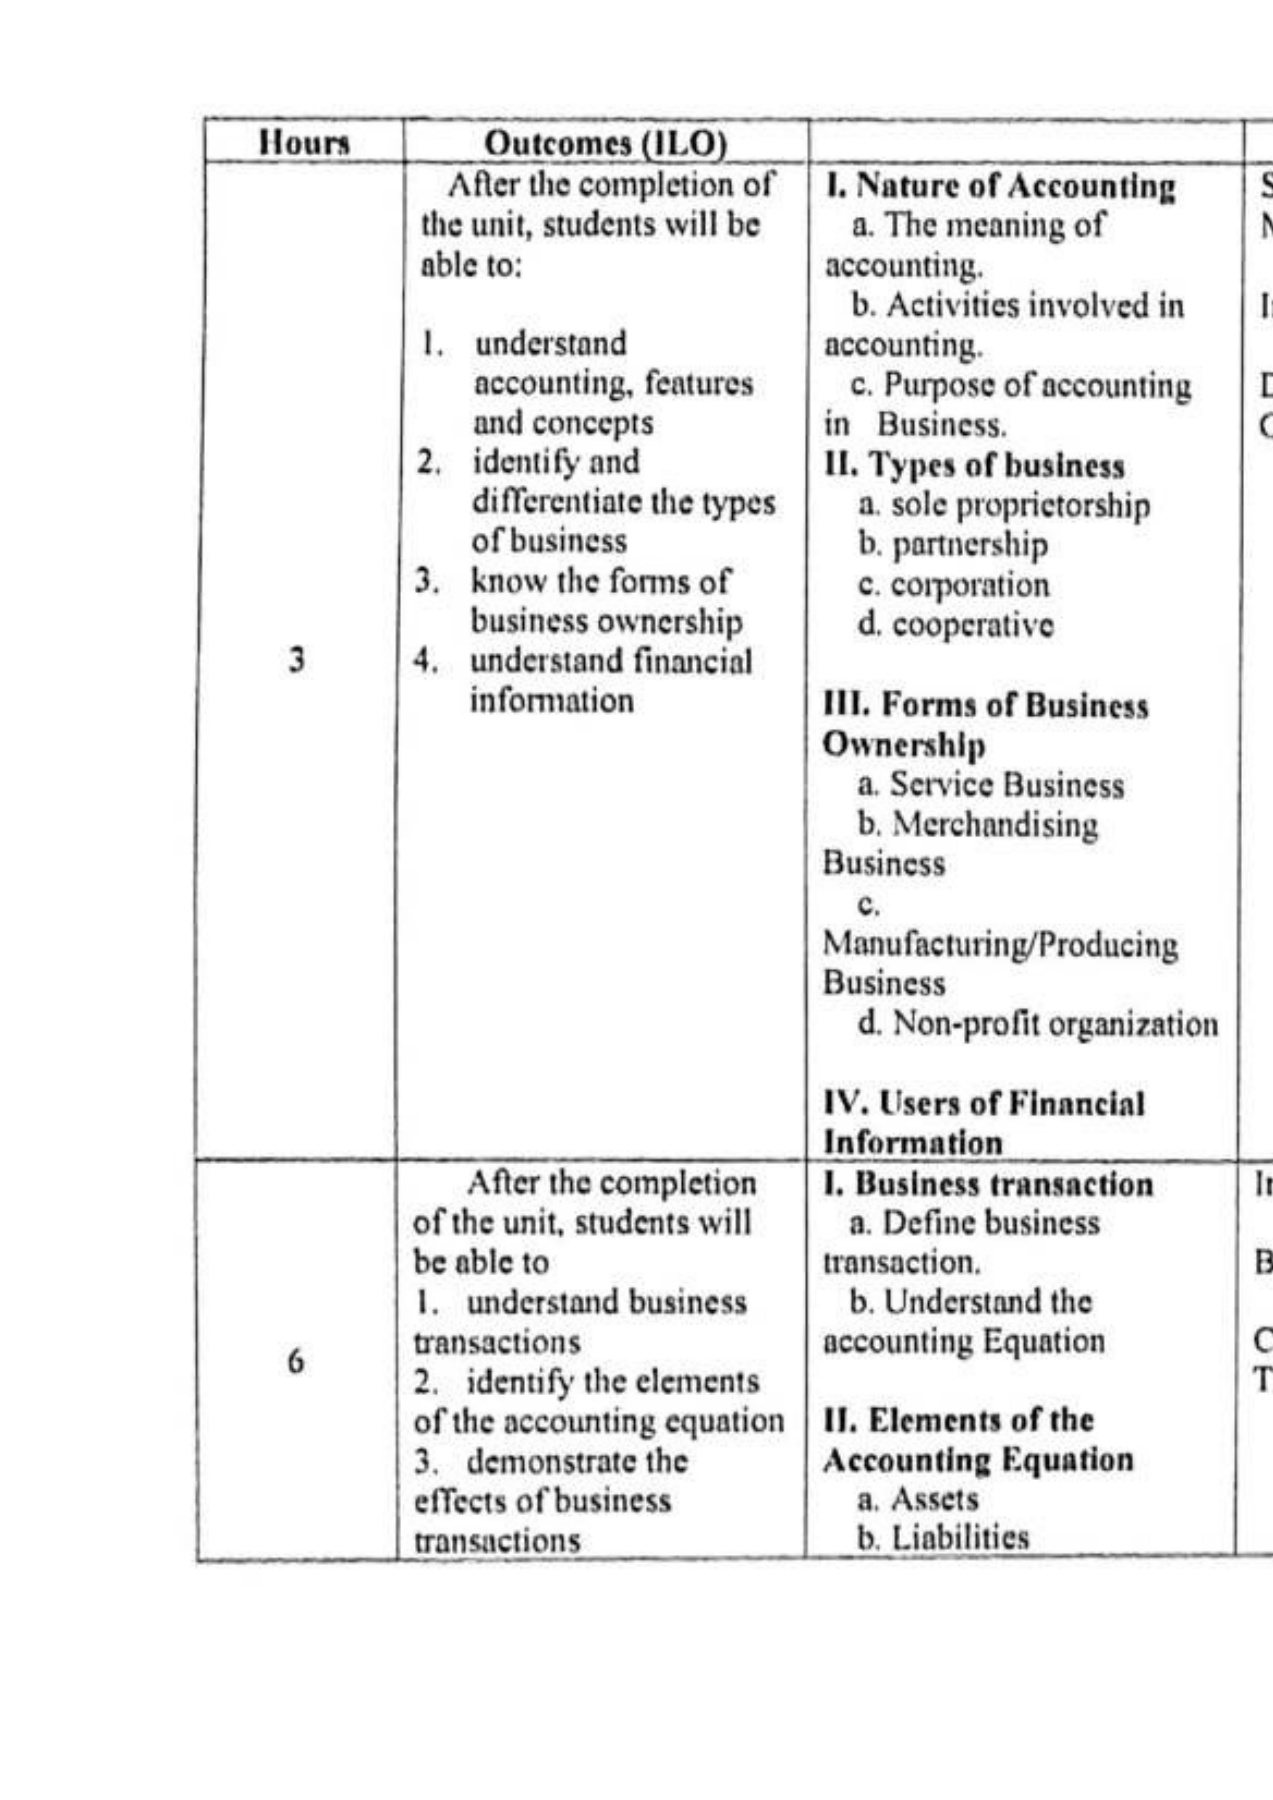 Hours
Outcomes (ILO)
After the completion of
the unit, students will be
able to:
1. understand
accounting, features
and concepts
2. identify and
differentiate the types
of business
3. know the forms of
business ownership
3
4. understand financial
information
I. Nature of Accounting
a. The meaning of
accounting.
b. Activities involved in
accounting.
c. Purpose of accounting
in Business.
II. Types of business
a. sole proprietorship
b. partnership
c. corporation
d. cooperative
III. Forms of Business
Ownership
a. Service Business
b. Merchandising
Business
c.
Manufacturing/Producing
Business
d. Non-profit organization
IV. Users of Financial
Information
6
After the completion
of the unit, students will
be able to
1. understand business
transactions
2. identify the elements
of the accounting equation
3. demonstrate the
effects of business
transactions
I. Business transaction
a. Define business
transaction.
b. Understand the
accounting Equation
II. Elements of the
Accounting Equation
a. Assets
b. Liabilities